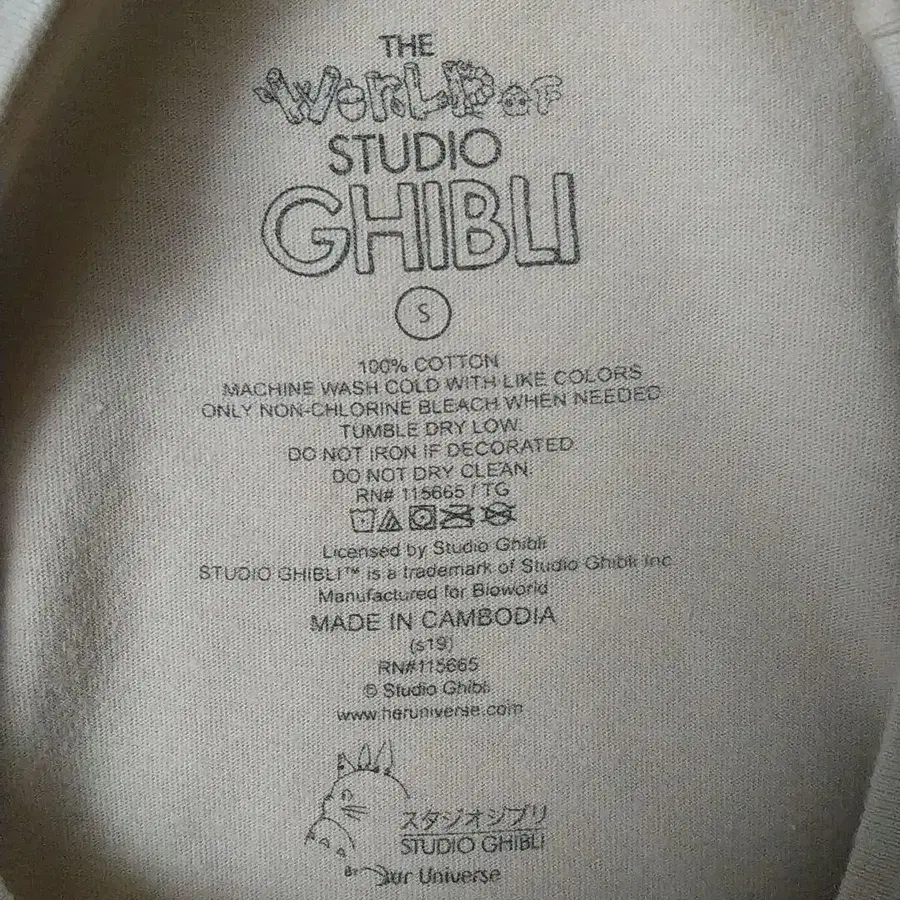 THE
WORLD OF
STUDIO
GHIBLI
S
100% COTTON
MACHINE WASH COLD WITH LIKE COLORS
ONLY NON-CHLORINE BLEACH WHEN NEEDED
TUMBLE DRY LOW.
DO NOT IRON IF DECORATED.
DO NOT DRY CLEAN.
RN# 115665 / TG
Licensed by Studio Ghibli
STUDIO GHIBLI™ is a trademark of Studio Ghibli Inc
Manufactured for Bioworld
MADE IN CAMBODIA
(s19)
RN#115665
© Studio Ghibli
www.heruniverse.com
スタジオジブリ
STUDIO GHIBLI
BY Our Universe